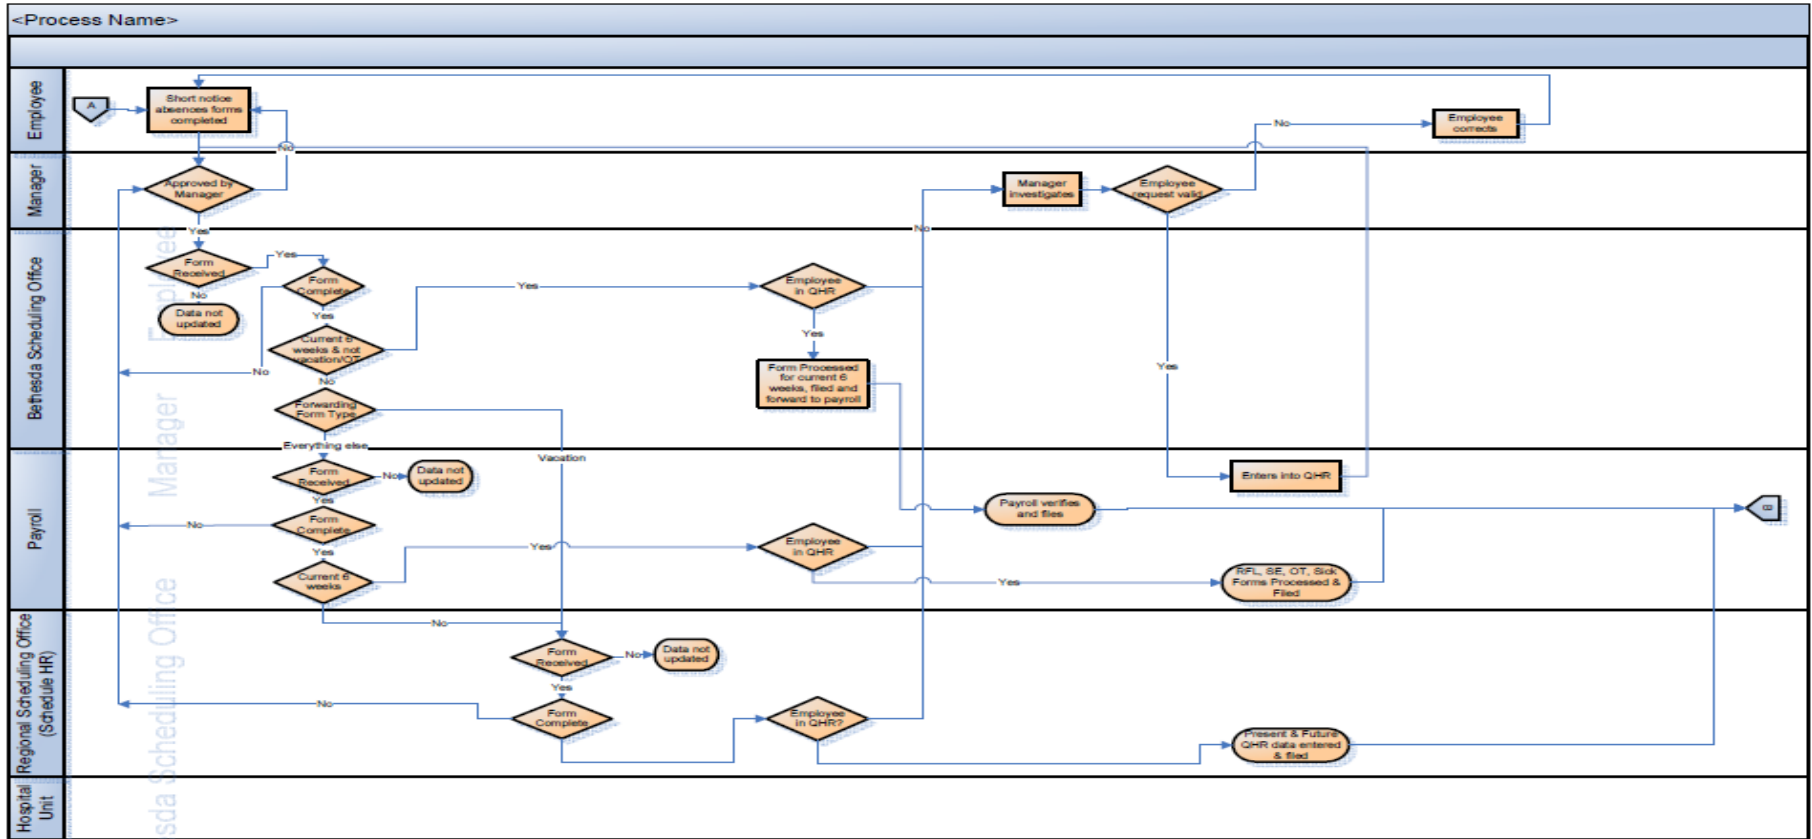 <Process Name>
Employee
A
Short notice
absences forms
completed
No
Employee
corrects
No
Manager
Approved by
Manager
Yes
Manager
investigates
Employee
request valid
No
Yes
Bethesda Scheduling Office
Form
Received
Yes
No
Data not
updated
Form
Complete
Yes
No
Current 6
weeks & not
vacation/OT
Yes
No
Forwarding
Form Type
Everything else
Vacation
Employee
in QHR
Yes
Form Processed
for current 6
weeks, filed and
forward to payroll
Employee
Manager
sda Scheduling Office
Payroll
Form
Received
No
Data not
updated
Yes
Form
Complete
No
Yes
Current 6
weeks
Yes
No
Employee
in QHR
Yes
Payroll verifies
and files
Enters into QHR
RFL, SE, OT, Sick
Forms Processed &
Filed
B
Regional Scheduling Office
(Schedule HR)
Form
Received
No
Data not
updated
Yes
Form
Complete
No
Employee
in QHR?
Present & Future
QHR data entered
& filed
Hospital
Unit